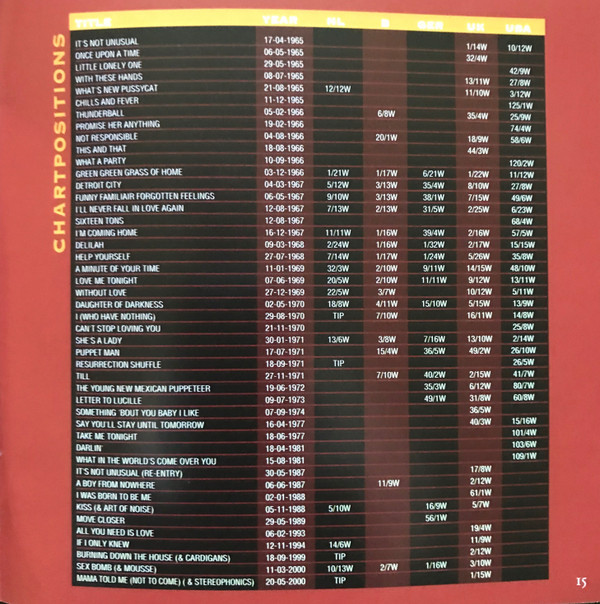 CHARTPOSITIONS
TITLE YEAR NL B GER UK USA
IT'S NOT UNUSUAL 17-04-1965 1/14W 10/12W
ONCE UPON A TIME 06-05-1965 32/4W
LITTLE LONELY ONE 29-05-1965 42/9W
WITH THESE HANDS 08-07-1965 13/11W 27/8W
WHAT'S NEW PUSSYCAT 21-08-1965 12/12W 11/10W 3/12W
CHILLS AND FEVER 11-12-1965 125/1W
THUNDERBALL 05-02-1966 6/8W 35/4W 25/9W
PROMISE HER ANYTHING 19-02-1966 74/4W
NOT RESPONSIBLE 04-08-1966 20/1W 18/9W 58/6W
THIS AND THAT 18-08-1966 44/3W
WHAT A PARTY 10-09-1966 120/2W
GREEN GREEN GRASS OF HOME 03-12-1966 1/21W 1/17W 6/21W 1/22W 11/12W
DETROIT CITY 04-03-1967 5/12W 3/13W 35/4W 8/10W 27/8W
FUNNY FAMILIAIR FORGOTTEN FEELINGS 06-05-1967 9/10W 3/13W 38/1W 7/15W 49/6W
I'LL NEVER FALL IN LOVE AGAIN 12-08-1967 7/13W 2/13W 31/5W 2/25W 6/23W
SIXTEEN TONS 12-08-1967 68/4W
I'M COMING HOME 16-12-1967 11/11W 1/16W 39/4W 2/16W 57/5W
DELILAH 09-03-1968 2/24W 1/16W 1/32W 2/17W 15/15W
HELP YOURSELF 27-07-1968 7/14W 1/17W 1/24W 5/26W 35/8W
A MINUTE OF YOUR TIME 11-01-1969 32/3W 2/10W 9/11W 14/15W 48/10W
LOVE ME TONIGHT 07-06-1969 20/5W 2/10W 11/11W 9/12W 13/11W
WITHOUT LOVE 27-12-1969 22/5W 3/7W 10/12W 5/11W
DAUGHTER OF DARKNESS 02-05-1970 18/8W 4/11W 15/10W 5/15W 13/9W
I (WHO HAVE NOTHING) 29-08-1970 TIP 7/10W 16/11W 14/8W
CAN'T STOP LOVING YOU 21-11-1970 25/8W
SHE'S A LADY 30-01-1971 13/6W 3/8W 7/16W 13/10W 2/14W
PUPPET MAN 17-07-1971 15/4W 36/5W 49/2W 26/10W
RESURRECTION SHUFFLE 18-09-1971 TIP 26/5W
TILL 27-11-1971 7/10W 40/2W 2/15W 41/7W
THE YOUNG NEW MEXICAN PUPPETEER 19-06-1972 35/3W 6/12W 80/7W
LETTER TO LUCILLE 09-07-1973 49/1W 31/8W 60/8W
SOMETHING 'BOUT YOU BABY I LIKE 07-09-1974 36/5W
SAY YOU'LL STAY UNTIL TOMORROW 16-04-1977 40/3W 15/16W
TAKE ME TONIGHT 18-06-1977 101/4W
DARLIN' 18-04-1981 103/6W
WHAT IN THE WORLD'S COME OVER YOU 15-08-1981 109/1W
IT'S NOT UNUSUAL (RE-ENTRY) 30-05-1987 17/8W
A BOY FROM NOWHERE 06-06-1987 11/9W 2/12W
I WAS BORN TO BE ME 02-01-1988 61/1W
KISS (& ART OF NOISE) 05-11-1988 5/10W 16/9W 5/7W
MOVE CLOSER 29-05-1989 56/1W
ALL YOU NEED IS LOVE 06-02-1993 19/4W
IF I ONLY KNEW 12-11-1994 14/6W 11/9W
BURNING DOWN THE HOUSE (& CARDIGANS) 18-09-1999 TIP 2/12W
SEX BOMB (& MOUSSE) 11-03-2000 10/13W 2/7W 1/16W 3/10W
MAMA TOLD ME (NOT TO COME) ( & STEREOPHONICS) 20-05-2000 TIP 1/15W
15